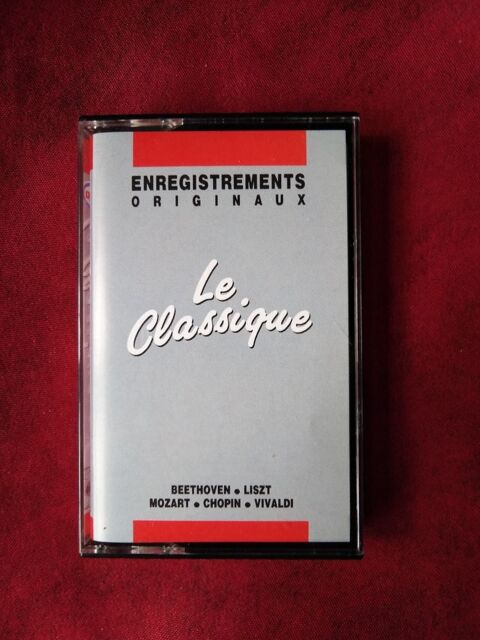 ENREGISTREMENTS
ORIGINAUX
Le
Classique
BEETHOVEN • LISZT
MOZART • CHOPIN • VIVALDI